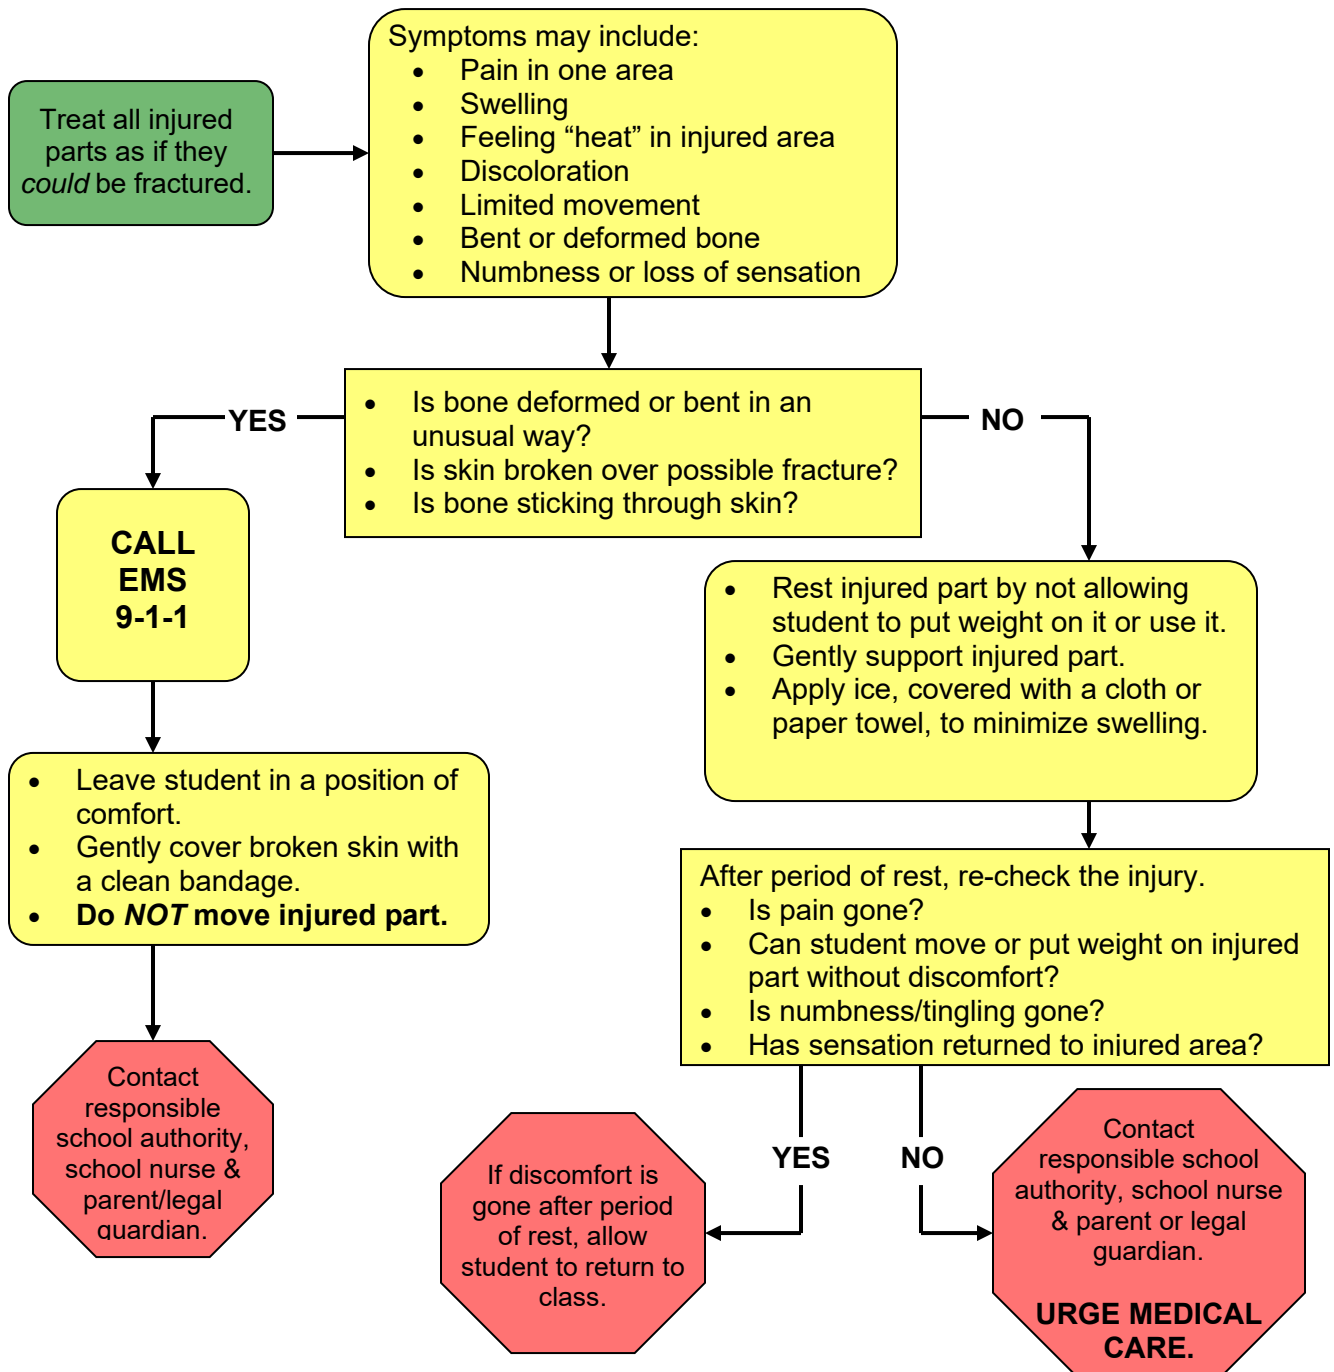 Treat all injured
parts as if they
could be fractured.
Symptoms may include:
• Pain in one area
• Swelling
• Feeling “heat” in injured area
• Discoloration
• Limited movement
• Bent or deformed bone
• Numbness or loss of sensation
• Is bone deformed or bent in an
unusual way?
• Is skin broken over possible fracture?
• Is bone sticking through skin?
YES
NO
CALL
EMS
9-1-1
• Leave student in a position of
comfort.
• Gently cover broken skin with
a clean bandage.
• Do NOT move injured part.
Contact
responsible
school authority,
school nurse &
parent/legal
guardian.
• Rest injured part by not allowing
student to put weight on it or use it.
• Gently support injured part.
• Apply ice, covered with a cloth or
paper towel, to minimize swelling.
After period of rest, re-check the injury.
• Is pain gone?
• Can student move or put weight on injured
part without discomfort?
• Is numbness/tingling gone?
• Has sensation returned to injured area?
YES
NO
If discomfort is
gone after period
of rest, allow
student to return to
class.
Contact
responsible school
authority, school nurse
& parent or legal
guardian.
URGE MEDICAL
CARE.